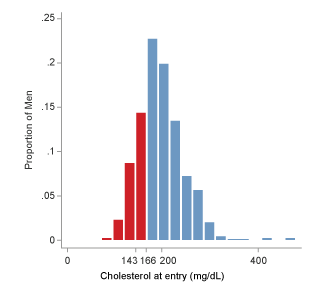 .25
.2
.15
.1
.05
0
Proportion of Men
0 143 166 200 400
Cholesterol at entry (mg/dL)